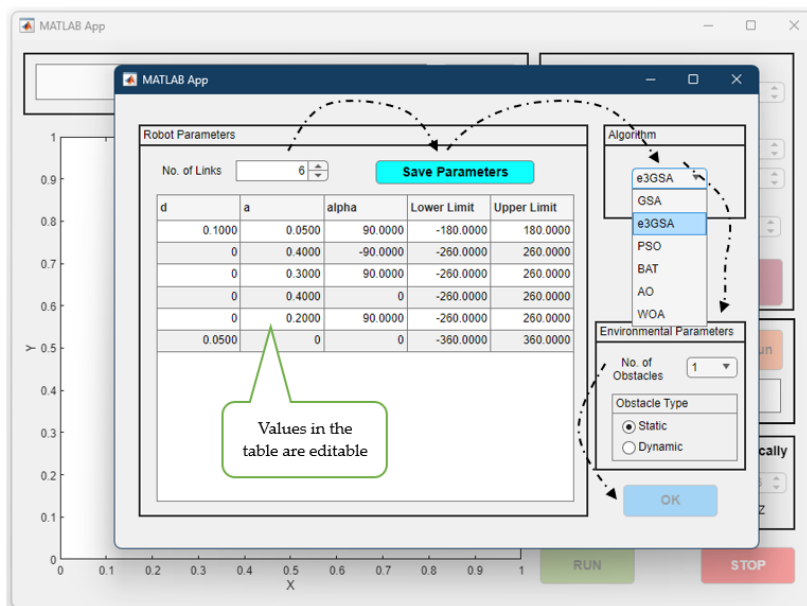 MATLAB App
MATLAB App
Robot Parameters
No. of Links 6 Save Parameters
d a alpha Lower Limit Upper Limit
0.1000 0.0500 90.0000 -180.0000 180.0000
0 0.4000 -90.0000 -260.0000 260.0000
0 0.3000 90.0000 -260.0000 260.0000
0 0.4000 0 -260.0000 260.0000
0 0.2000 90.0000 -260.0000 260.0000
0.0500 0 0 -360.0000 360.0000
Values in the
table are editable
Algorithm
e3GSA
GSA
e3GSA
PSO
BAT
AO
WOA
Environmental Parameters
No. of
Obstacles
1
Obstacle Type
Static
Dynamic
OK
un
cally
Z
1
0.9
0.8
0.7
0.6
0.5
0.4
0.3
0.2
0.1
0
Y
0 0.1 0.2 0.3 0.4 0.5 0.6 0.7 0.8 0.9 1
X
RUN STOP